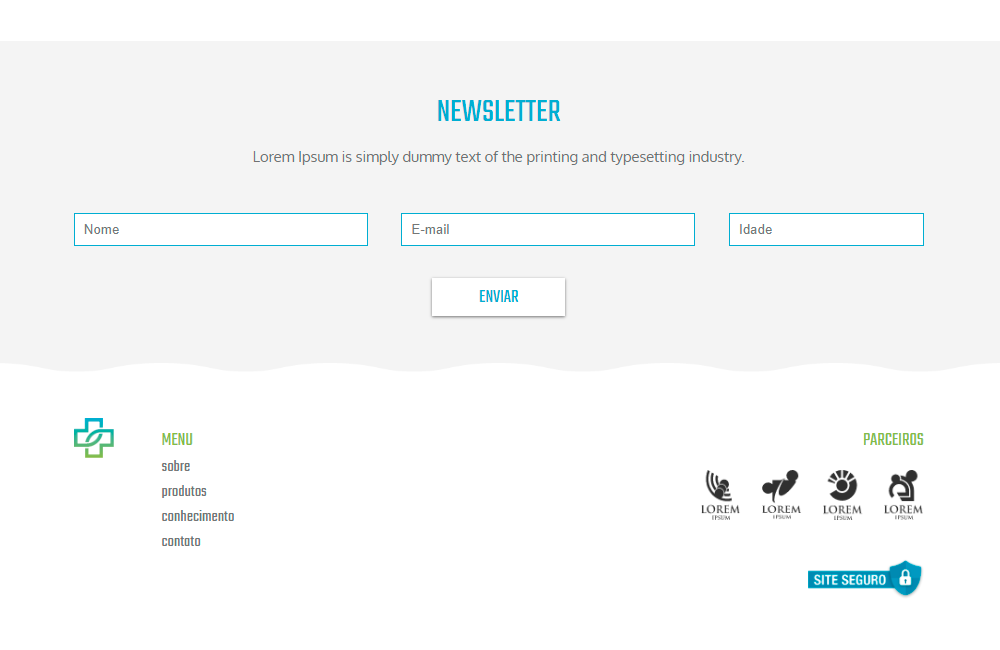 NEWSLETTER
Lorem Ipsum is simply dummy text of the printing and typesetting industry.
Nome
E-mail
Idade
ENVIAR
MENU
sobre
produtos
conhecimento
contato
PARCEIROS
LOREM
IPSUM
LOREM
IPSUM
LOREM
IPSUM
LOREM
IPSUM
SITE SEGURO